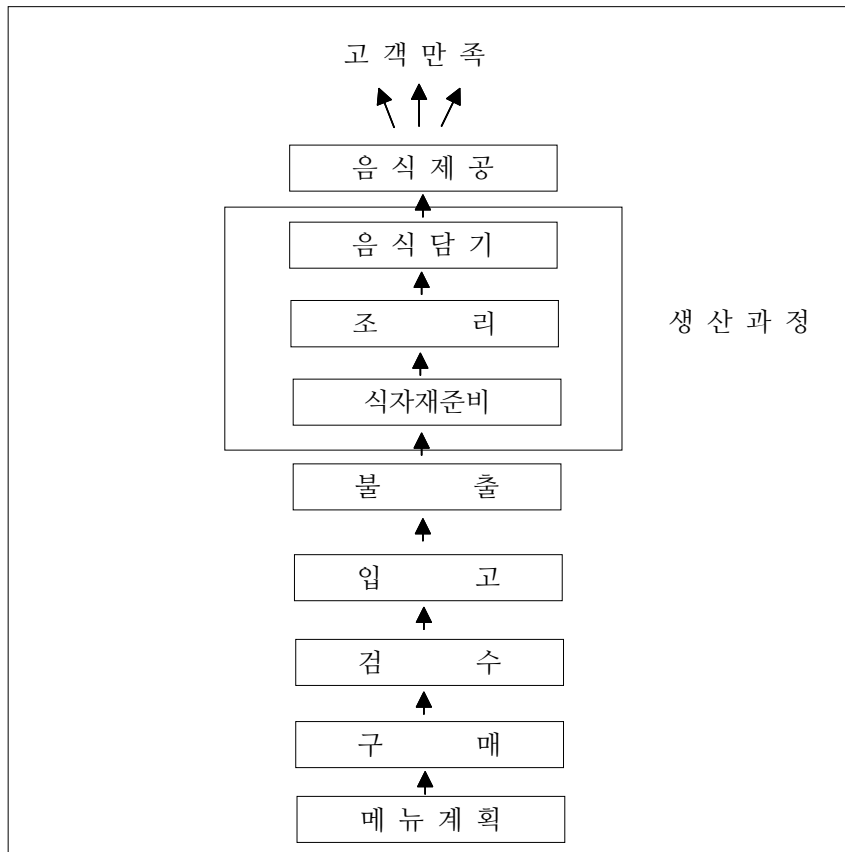 고 객 만 족
음 식 제 공
음 식 담 기
조 리
생 산 과 정
식자재준비
불 출
입 고
검 수
구 매
메 뉴 계 획